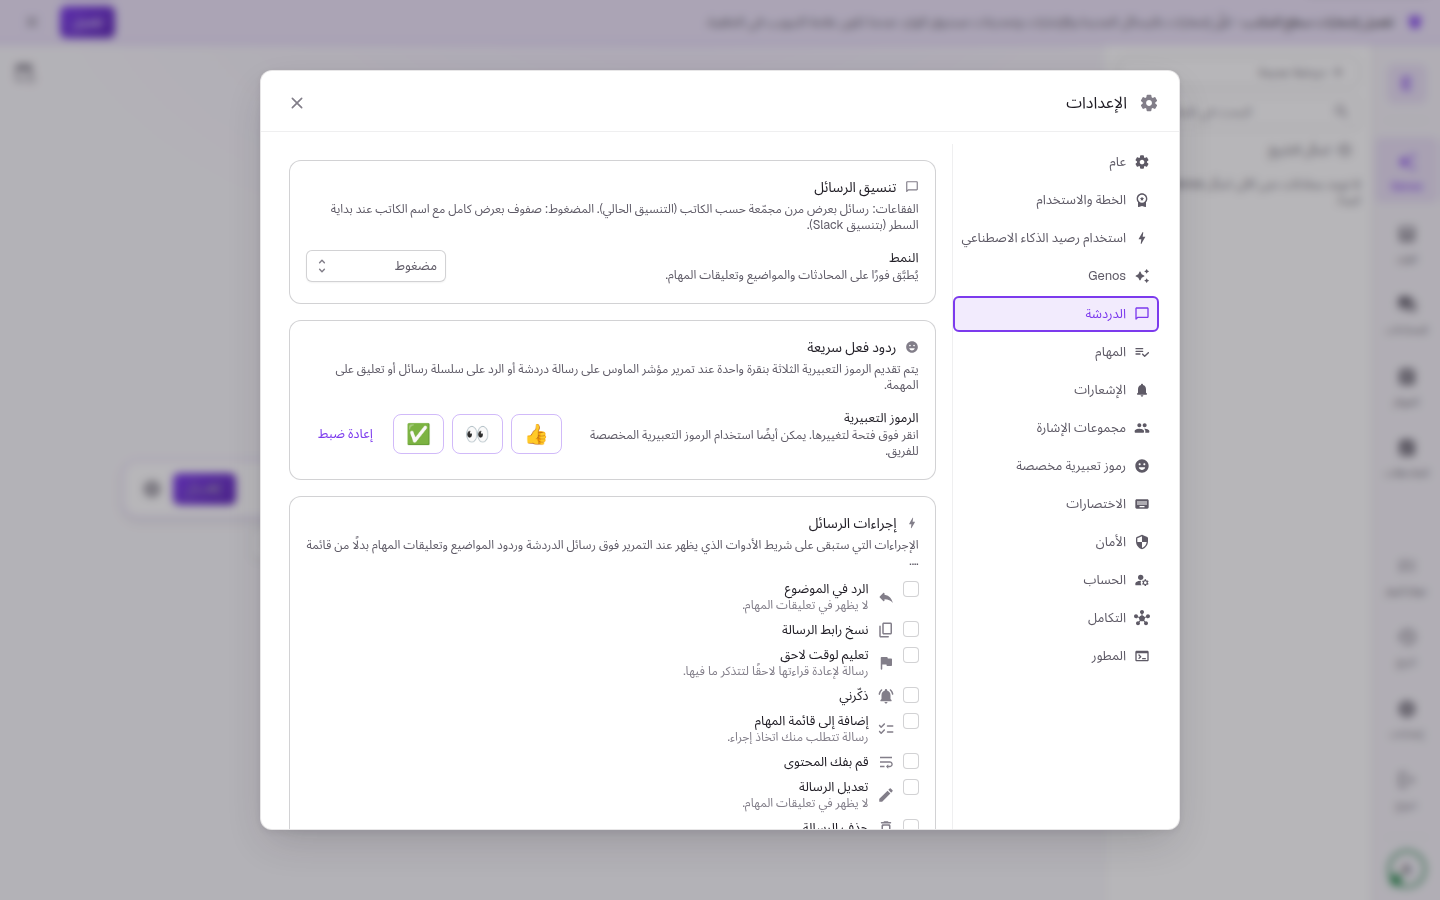 الإعدادات
عام
الخطة والاستخدام
استخدام رصيد الذكاء الاصطناعي
Genos
الدردشة
المهام
الإشعارات
مجموعات الإشارة
رموز تعبيرية مخصصة
الاختصارات
الأمان
الحساب
التكامل
المطور
تنسيق الرسائل
الفقاعات: رسائل بعرض مرن مجمّعة حسب الكاتب (التنسيق الحالي). المضغوط: صفوف بعرض كامل مع اسم الكاتب عند بداية
السطر (بتنسيق Slack).
النمط
يُطبَّق فورًا على المحادثات والمواضيع وتعليقات المهام.
مضغوط
ردود فعل سريعة
يتم تقديم الرموز التعبيرية الثلاثة بنقرة واحدة عند تمرير مؤشر الماوس على رسالة دردشة أو الرد على سلسلة رسائل أو تعليق على
المهمة.
الرموز التعبيرية
انقر فوق فتحة لتغييرها. يمكن أيضًا استخدام الرموز التعبيرية المخصصة
للفريق.
إعادة ضبط
إجراءات الرسائل
الإجراءات التي ستبقى على شريط الأدوات الذي يظهر عند التمرير فوق رسائل الدردشة وردود المواضيع وتعليقات المهام بدلًا من قائمة
….
الرد في الموضوع
لا يظهر في تعليقات المهام.
نسخ رابط الرسالة
تعليم لوقت لاحق
رسالة لإعادة قراءتها لاحقًا لتتذكر ما فيها.
ذكّرني
إضافة إلى قائمة المهام
رسالة تتطلب منك اتخاذ إجراء.
قم بفك المحتوى
تعديل الرسالة
لا يظهر في تعليقات المهام.
حذف الرسالة